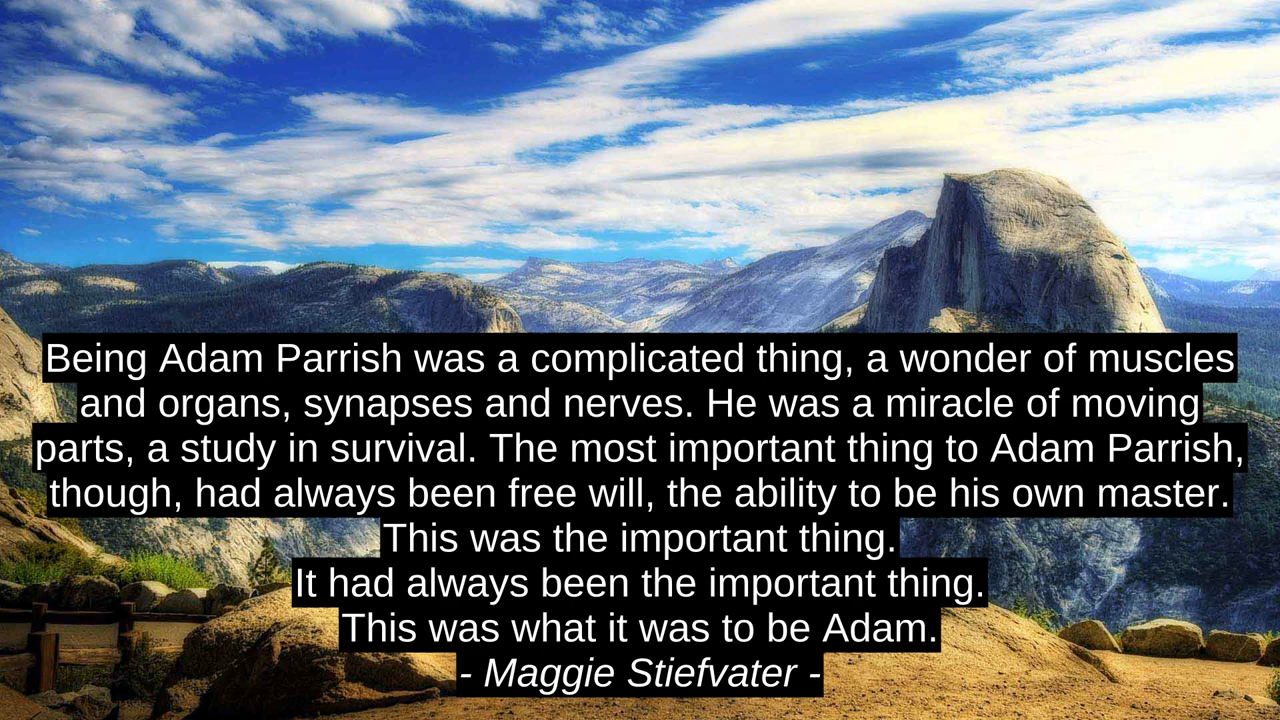 Being Adam Parrish was a complicated thing, a wonder of muscles
and organs, synapses and nerves. He was a miracle of moving
parts, a study in survival. The most important thing to Adam Parrish,
though, had always been free will, the ability to be his own master.
This was the important thing.
It had always been the important thing.
This was what it was to be Adam.
- Maggie Stiefvater -